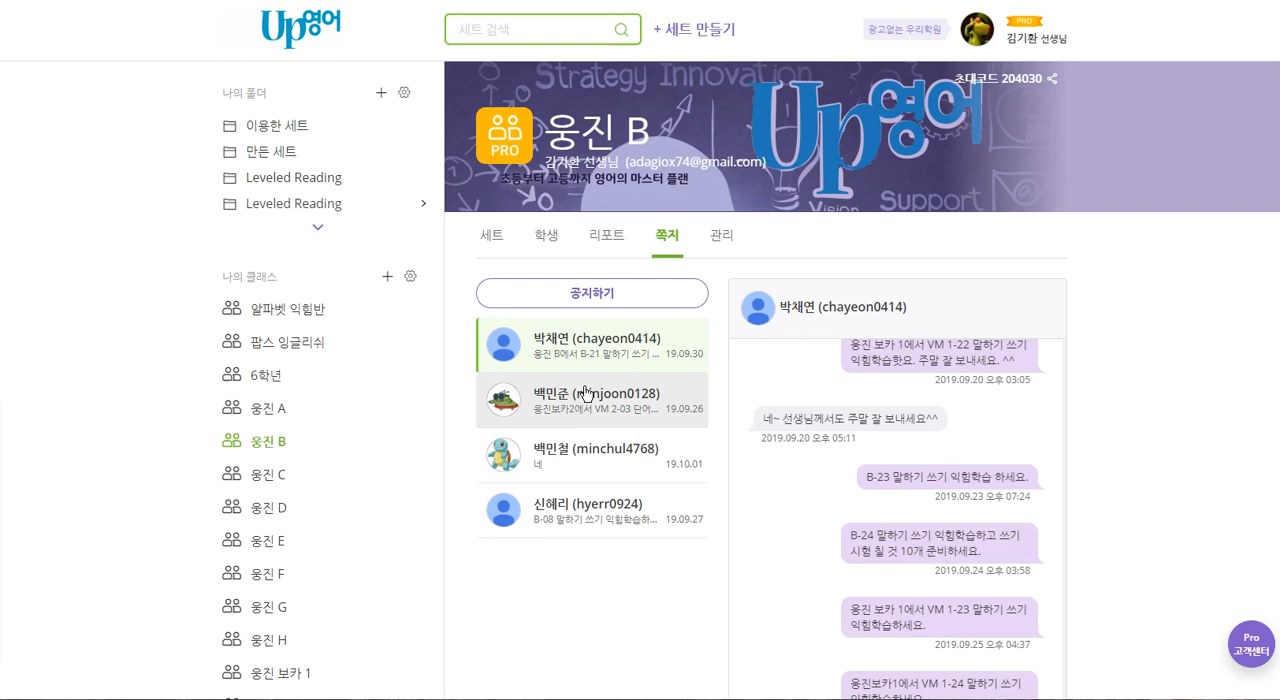 Up영어
세트 검색
+ 세트 만들기
광고없는 우리학원
PRO
김기환 선생님
나의 폴더
이용한 세트
만든 세트
Leveled Reading
Leveled Reading
나의 클래스
알파벳 익힘반
팝스 잉글리쉬
6학년
웅진 A
웅진 B
웅진 C
웅진 D
웅진 E
웅진 F
웅진 G
웅진 H
웅진 보카 1
Strategy Innovation
초대코드 204030
Up영어
PRO
웅진 B
김기환 선생님 (adagiox74@gmail.com)
초등부터 고등까지 영어의 마스터 플랜
Vision
Support
세트
학생
리포트
쪽지
관리
공지하기
박채연 (chayeon0414)
웅진 B에서 B-21 말하기 쓰기 ... 19.09.30
백민준 (minjoon0128)
웅진보카2에서 VM 2-03 단어... 19.09.26
백민철 (minchul4768)
네 19.10.01
신혜리 (hyerr0924)
B-08 말하기 쓰기 익힘학습하... 19.09.27
박채연 (chayeon0414)
웅진 보카 1에서 VM 1-22 말하기 쓰기
익힘학습핫요. 주말 잘 보내세요. ^^
2019.09.20 오후 03:05
네~ 선생님께서도 주말 잘 보내세요^^
2019.09.20 오후 05:11
B-23 말하기 쓰기 익힘학습 하세요.
2019.09.23 오후 07:24
B-24 말하기 쓰기 익힘학습하고 쓰기
시험 칠 것 10개 준비하세요.
2019.09.24 오후 03:58
웅진 보카 1에서 VM 1-23 말하기 쓰기
익힘학습하세요.
2019.09.25 오후 04:37
웅진보카1에서 VM 1-24 말하기 쓰기
익힘학습하세요.
Pro
고객센터